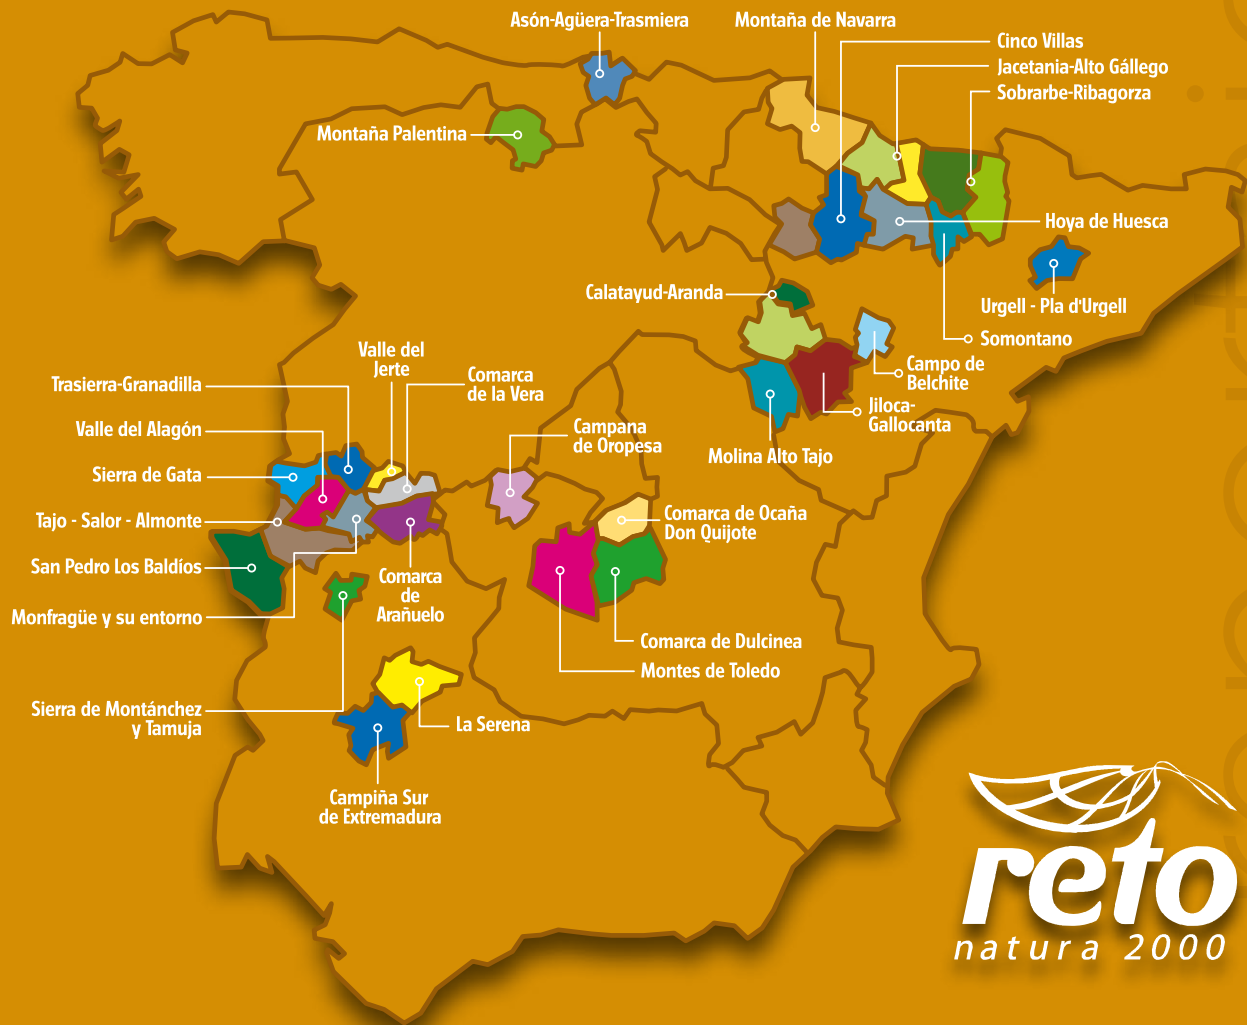 Asón-Agüera-Trasmiera
Montaña de Navarra
Cinco Villas
Jacetania-Alto Gállego
Sobrarbe-Ribagorza
Montaña Palentina
Hoya de Huesca
Calatayud-Aranda
Urgell - Pla d'Urgell
Somontano
Campo de
Belchite
Jiloca-
Gallocanta
Molina Alto Tajo
Valle del
Jerte
Comarca
de la Vera
Trasierra-Granadilla
Valle del Alagón
Campana
de Oropesa
Sierra de Gata
Tajo - Salor - Almonte
Comarca de Ocaña
Don Quijote
San Pedro Los Baldíos
Comarca
de
Arañuelo
Monfragüe y su entorno
Comarca de Dulcinea
Montes de Toledo
Sierra de Montánchez
y Tamuja
La Serena
Campiña Sur
de Extremadura
reto
natura 2000